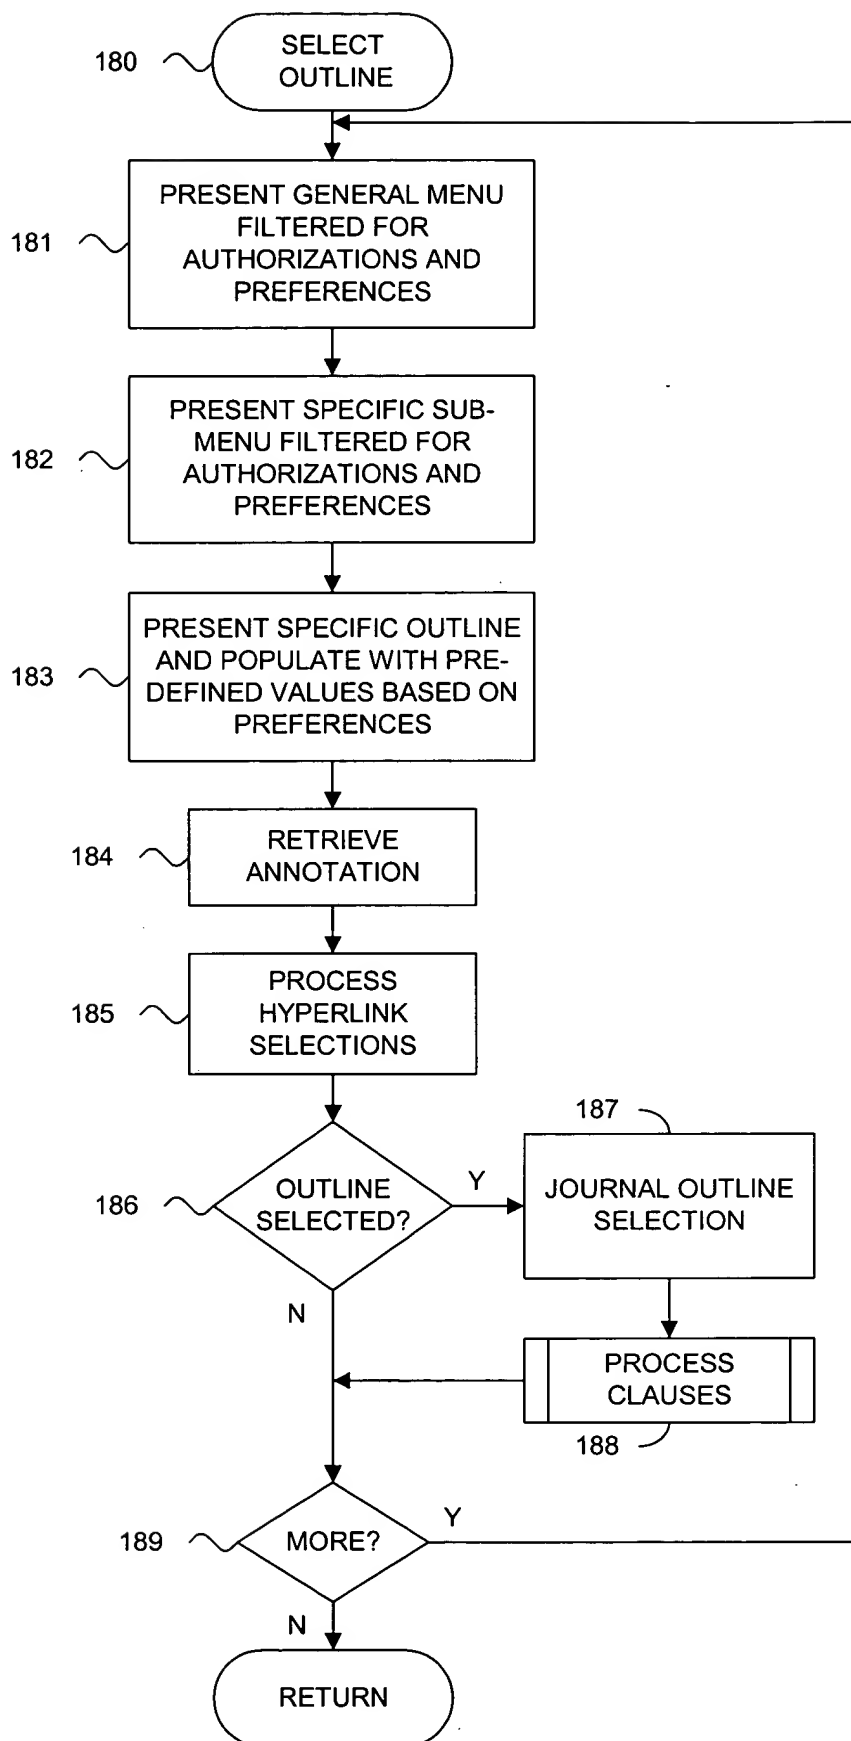 180
SELECT
OUTLINE
181
PRESENT GENERAL MENU
FILTERED FOR
AUTHORIZATIONS AND
PREFERENCES
182
PRESENT SPECIFIC SUB-
MENU FILTERED FOR
AUTHORIZATIONS AND
PREFERENCES
183
PRESENT SPECIFIC OUTLINE
AND POPULATE WITH PRE-
DEFINED VALUES BASED ON
PREFERENCES
184
RETRIEVE
ANNOTATION
185
PROCESS
HYPERLINK
SELECTIONS
186
OUTLINE
SELECTED?
Y
187
JOURNAL OUTLINE
SELECTION
N
PROCESS
CLAUSES
188
189
MORE?
Y
N
RETURN